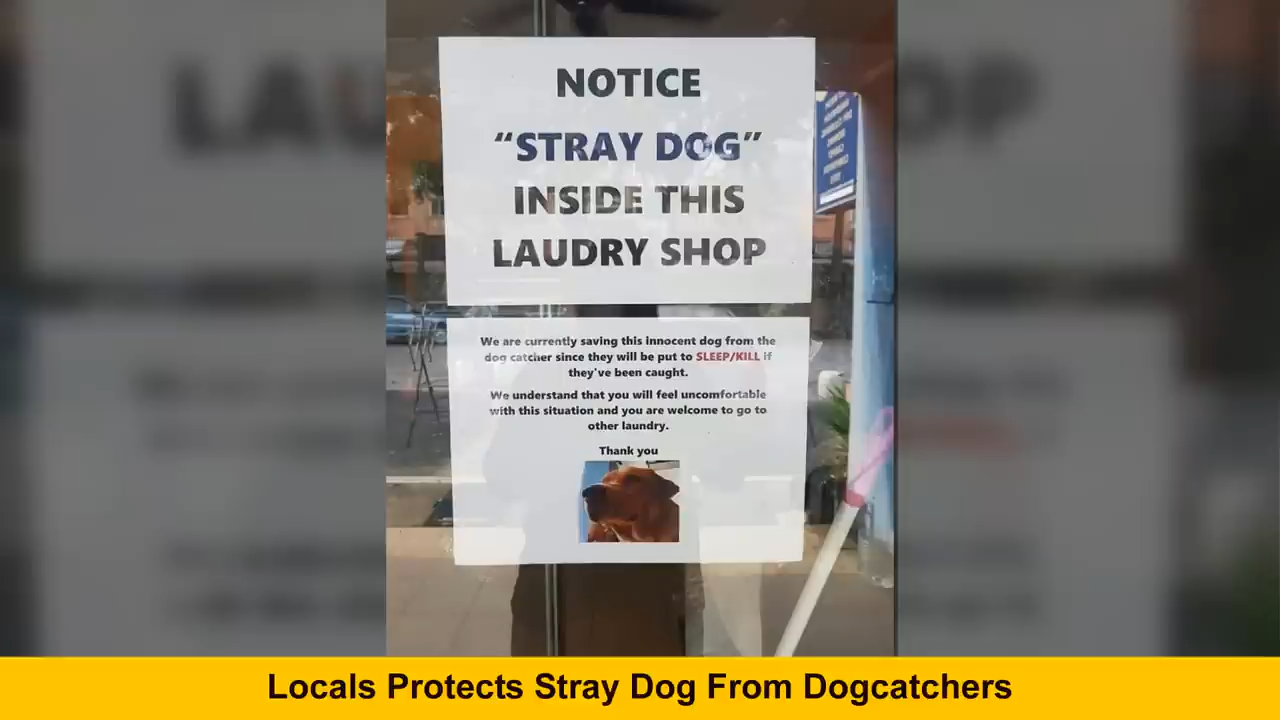 NOTICE
“STRAY DOG”
INSIDE THIS
LAUDRY SHOP
We are currently saving this innocent dog from the
dog catcher since they will be put to SLEEP/KILL if
they've been caught.
We understand that you will feel uncomfortable
with this situation and you are welcome to go to
other laundry.
Thank you
Locals Protects Stray Dog From Dogcatchers